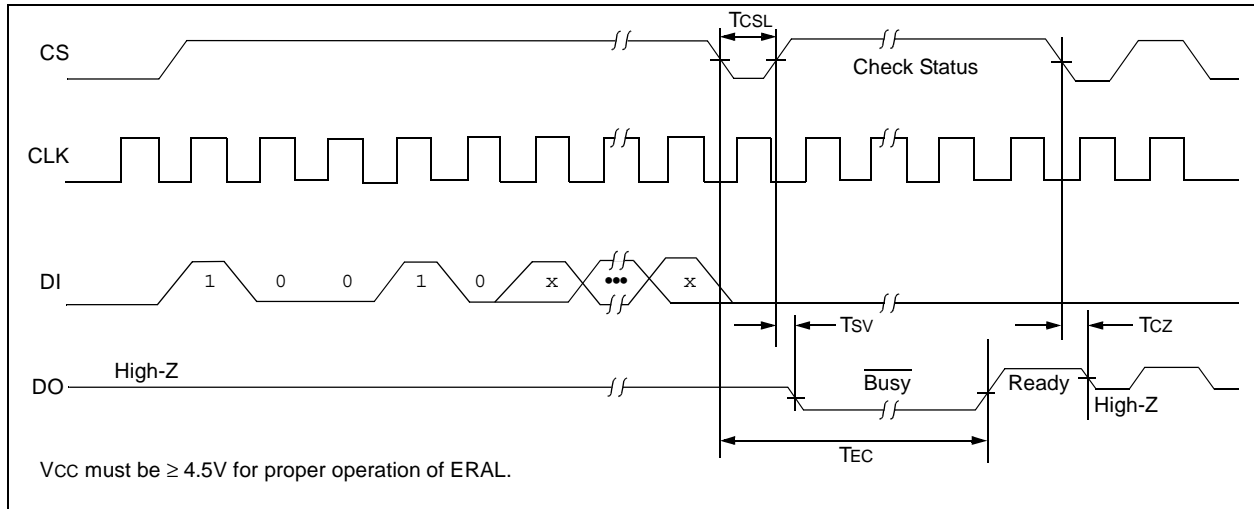 TCSL
CS
Check Status
CLK
DI
1 0 0 1 0 x ••• x
TSV
TCZ
High-Z
Busy
Ready
DO
High-Z
TEC
VCC must be ≥ 4.5V for proper operation of ERAL.